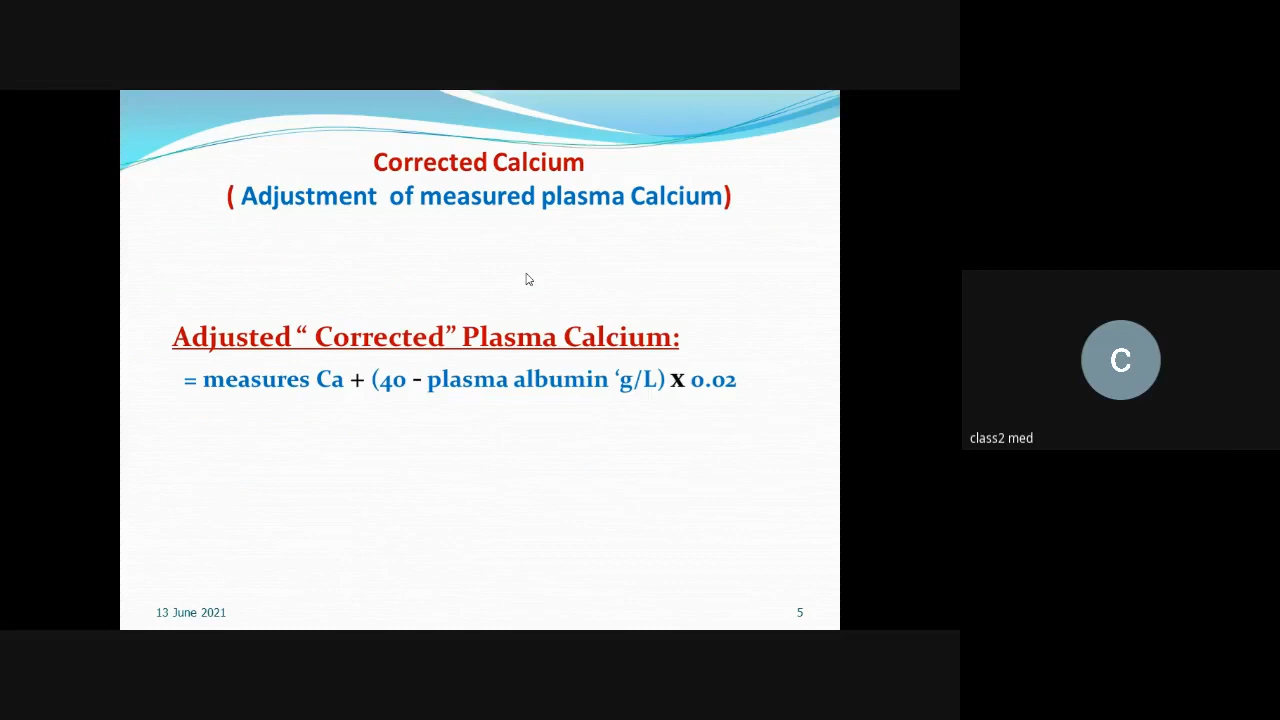 Corrected Calcium
( Adjustment of measured plasma Calcium)
Adjusted “ Corrected” Plasma Calcium:
= measures Ca + (40 - plasma albumin ‘g/L) x 0.02
13 June 2021
5
C
class2 med